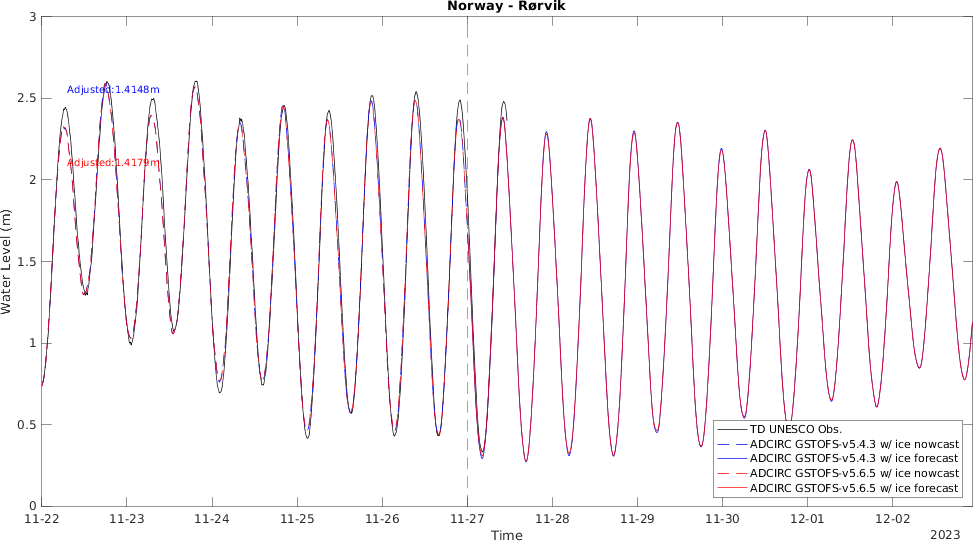 Norway - Rørvik
3
2.5
2
1.5
1
0.5
0
Water Level (m)
Adjusted:1.4148m
Adjusted:1.4179m
TD UNESCO Obs.
ADCIRC GSTOFS-v5.4.3 w/ ice nowcast
ADCIRC GSTOFS-v5.4.3 w/ ice forecast
ADCIRC GSTOFS-v5.6.5 w/ ice nowcast
ADCIRC GSTOFS-v5.6.5 w/ ice forecast
11-22 11-23 11-24 11-25 11-26 11-27 11-28 11-29 11-30 12-01 12-02
Time
2023